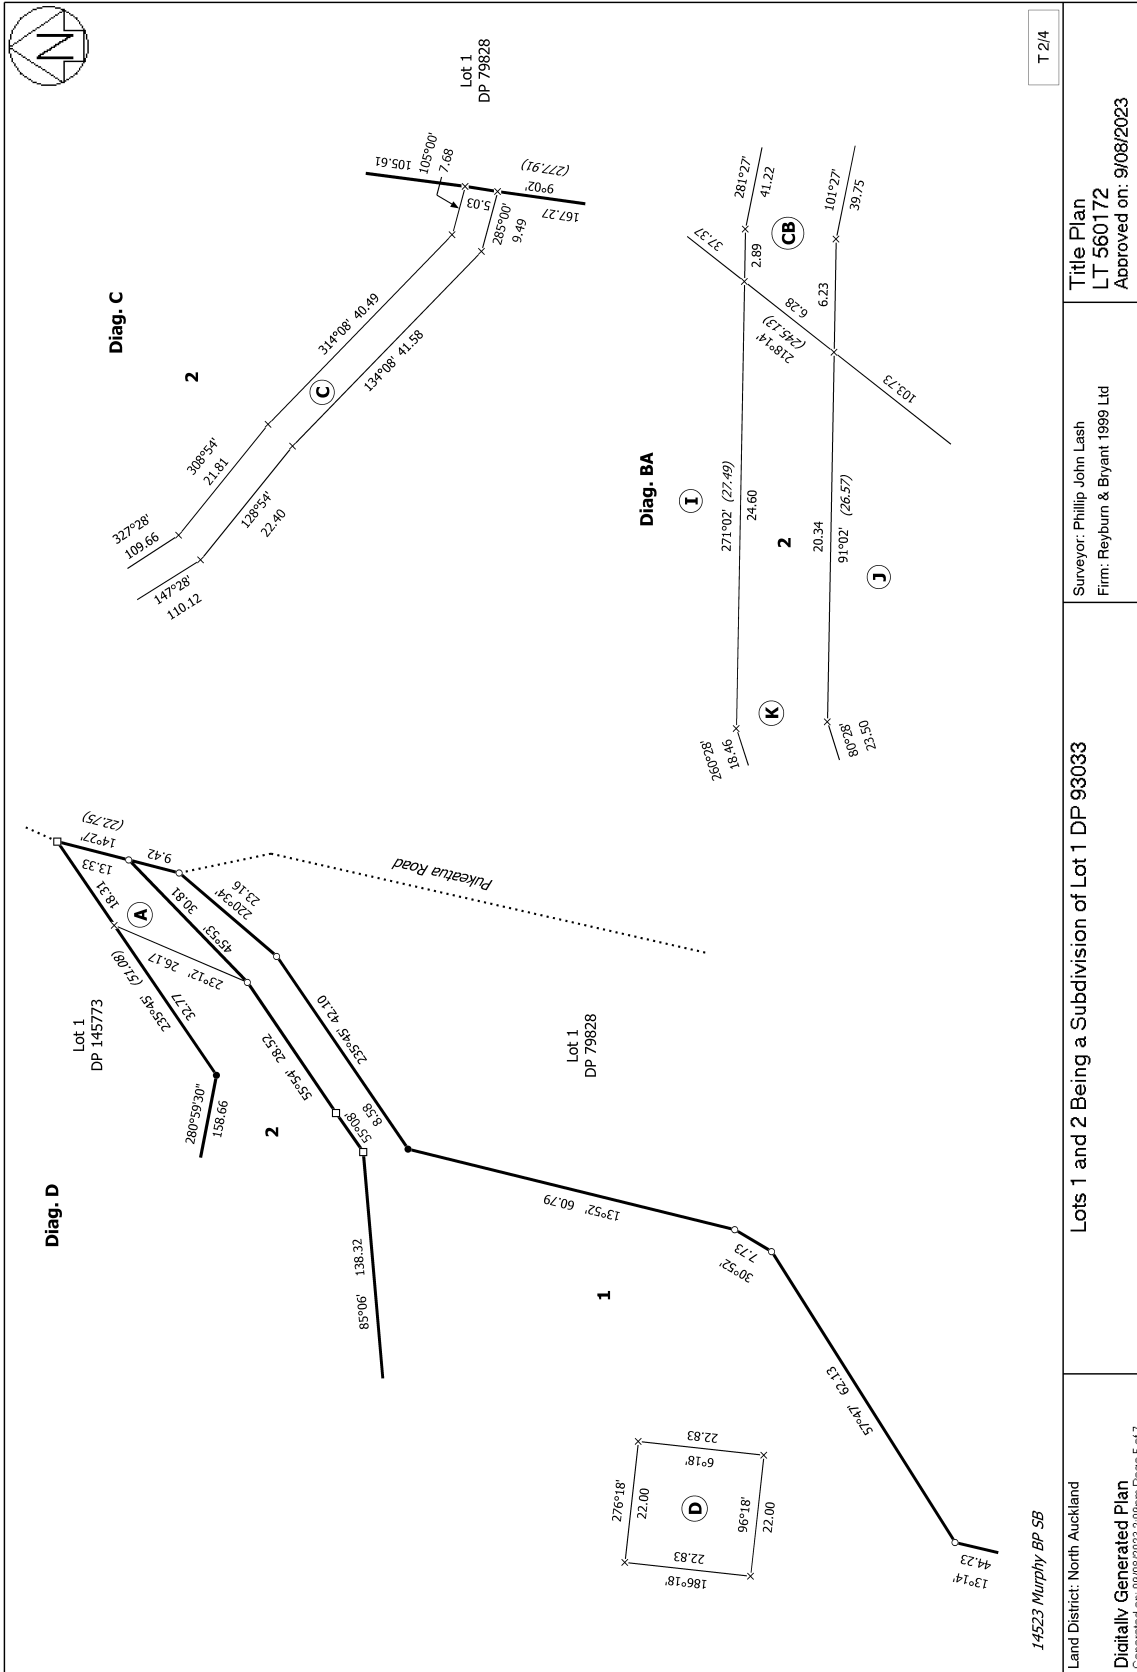 N
Diag. D
Lot 1
DP 145773
280°59'30"
158.66
2
235°45' (51.08)
32.77
18.31
A
23°12' 26.17
13.33
14°27'
(22.75)
9.42
30.81
45°53'
220°34'
23.16
Pukeatua Road
55°54' 28.52
235°45' 42.10
55°08'
8.58
85°06' 138.32
Lot 1
DP 79828
13°52' 60.79
30°52'
7.73
1
57°47' 62.13
13°14'
44.23
276°18'
22.00
6°18'
22.83
D
96°18'
22.00
186°18'
22.83
Diag. C
2
327°28'
109.66
147°28'
110.12
308°54'
21.81
128°54'
22.40
314°08' 40.49
134°08' 41.58
C
105°00'
7.68
105.61
5.03
285°00'
9.49
9°02'
(277.91)
167.27
Lot 1
DP 79828
Diag. BA
I
271°02' (27.49)
24.60
2
20.34
91°02' (26.57)
J
K
260°28'
18.46
80°28'
23.50
37.37
2.89
CB
281°27'
41.22
6.28
(245.13)
218°14'
6.23
101°27'
39.75
103.73
T 2/4
14523 Murphy BP SB
Land District: North Auckland
Digitally Generated Plan
Lots 1 and 2 Being a Subdivision of Lot 1 DP 93033
Surveyor: Phillip John Lash
Firm: Reyburn & Bryant 1999 Ltd
Title Plan
LT 560172
Approved on: 9/08/2023